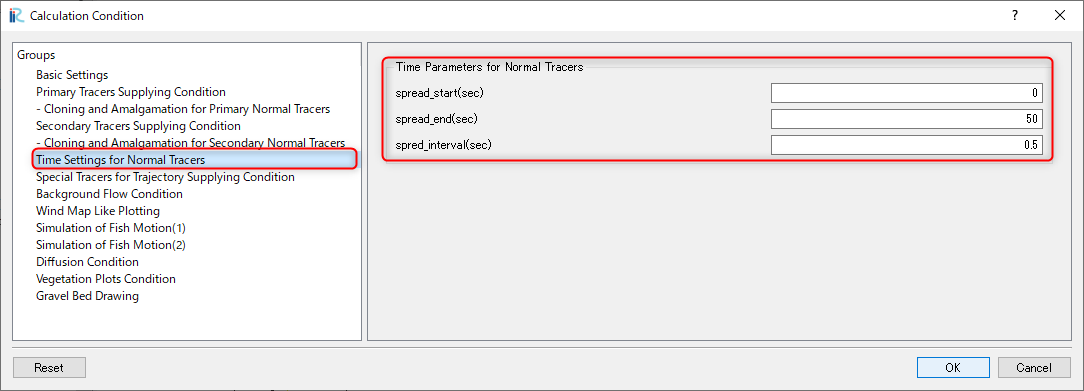 Calculation Condition
Groups
Basic Settings
Primary Tracers Supplying Condition
- Cloning and Amalgamation for Primary Normal Tracers
Secondary Tracers Supplying Condition
- Cloning and Amalgamation for Secondary Normal Tracers
Time Settings for Normal Tracers
Special Tracers for Trajectory Supplying Condition
Background Flow Condition
Wind Map Like Plotting
Simulation of Fish Motion(1)
Simulation of Fish Motion(2)
Diffusion Condition
Vegetation Plots Condition
Gravel Bed Drawing
Time Parameters for Normal Tracers
spread_start(sec) 0
spread_end(sec) 50
spred_interval(sec) 0.5
Reset OK Cancel